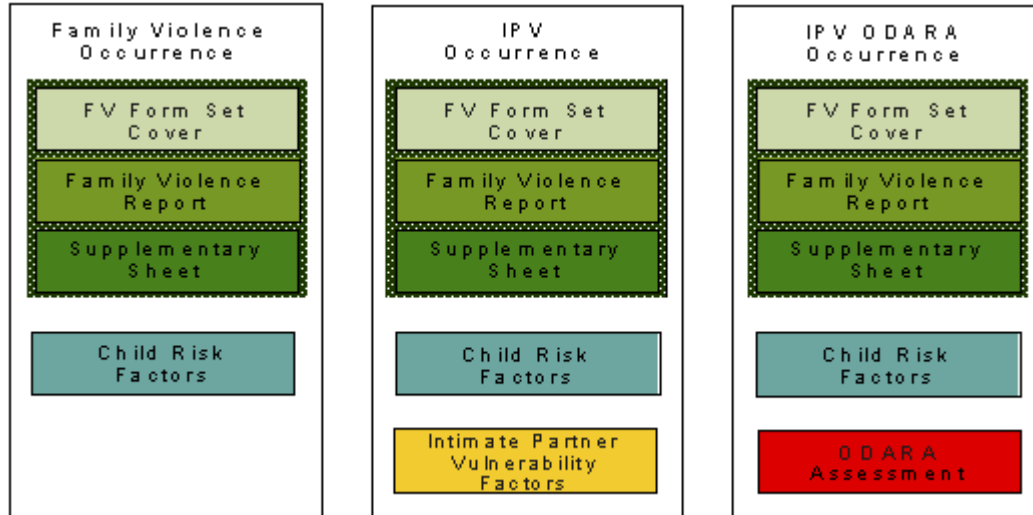 Family Violence
Occurrence
FV Form Set
Cover
Family Violence
Report
Supplementary
Sheet
Child Risk
Factors
IPV
Occurrence
FV Form Set
Cover
Family Violence
Report
Supplementary
Sheet
Child Risk
Factors
Intimate Partner
Vulnerability
Factors
IPV ODARA
Occurrence
FV Form Set
Cover
Family Violence
Report
Supplementary
Sheet
Child Risk
Factors
ODARA
Assessment